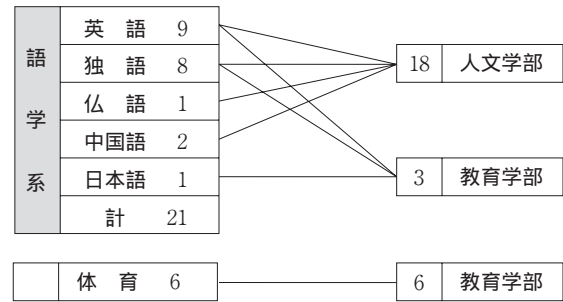 語学系
英語 9
独語 8
仏語 1
中国語 2
日本語 1
計 21
18 人文学部
3 教育学部
体育 6
6 教育学部